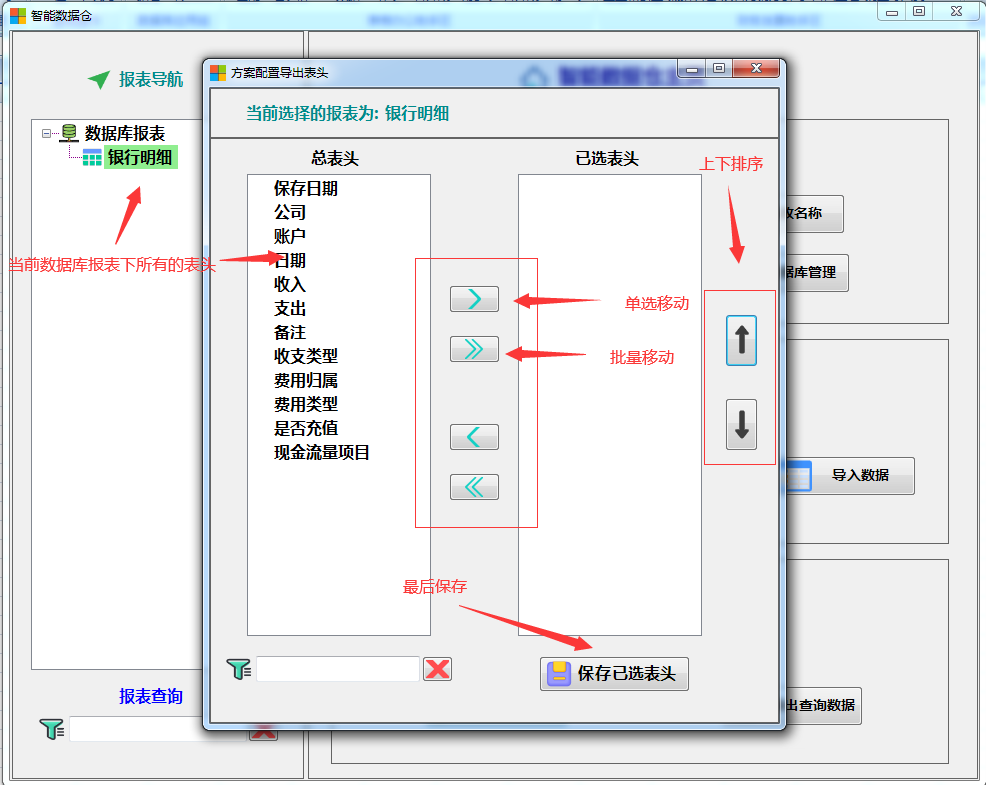 智能数据仓
报表导航
数据库报表
银行明细
当前数据库报表下所有的表头
报表查询
方案配置导出表头
当前选择的报表为: 银行明细
总表头
已选表头
上下排序
保存日期
公司
账户
日期
收入
支出
备注
收支类型
费用归属
费用类型
是否充值
现金流量项目
单选移动
批量移动
最后保存
保存已选表头
名称
库管理
导入数据
出查询数据